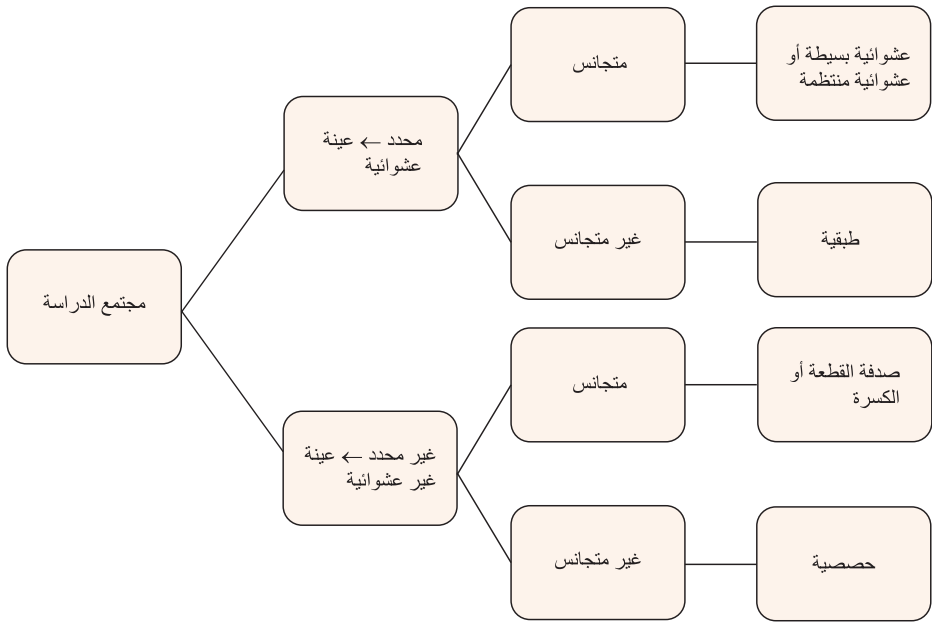 مجتمع الدراسة
محدد ← عينة
عشوائية
متجانس
عشوائية بسيطة أو
عشوائية منتظمة
غير متجانس
طبقية
غير محدد ← عينة
غير عشوائية
متجانس
صدفة القطعة أو
الكسرة
غير متجانس
حصصية